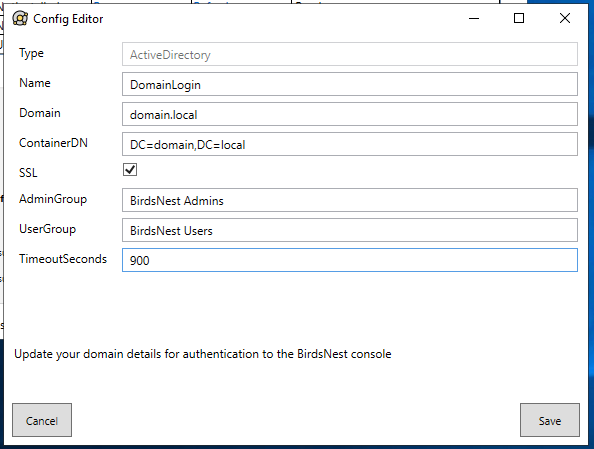 Config Editor
Type ActiveDirectory
Name DomainLogin
Domain domain.local
ContainerDN DC=domain,DC=local
SSL
AdminGroup BirdsNest Admins
UserGroup BirdsNest Users
TimeoutSeconds 900
Update your domain details for authentication to the BirdsNest console
Cancel Save